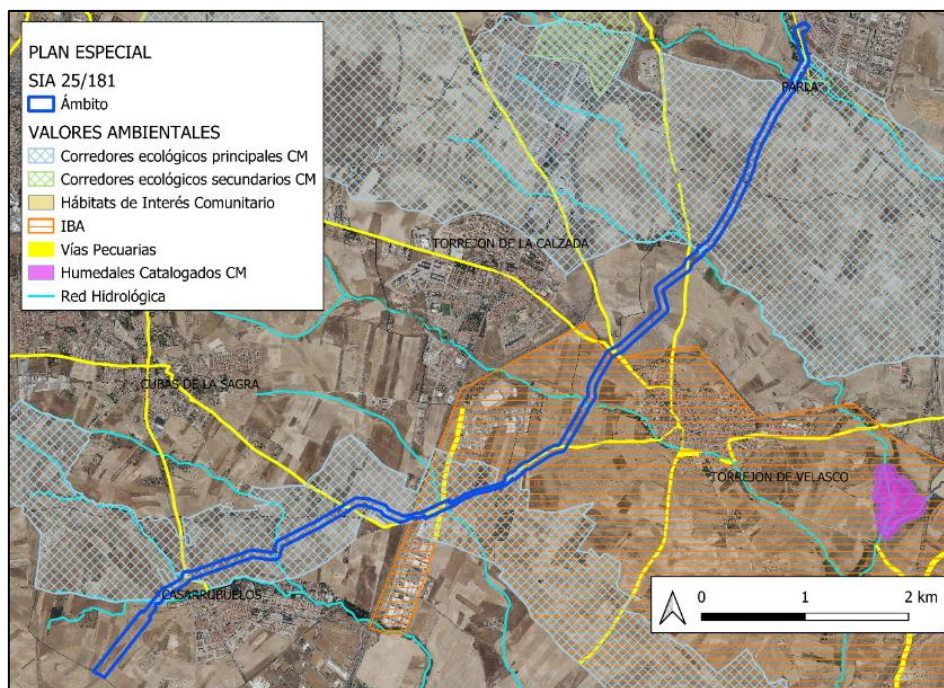 PLAN ESPECIAL
SIA 25/181
Ámbito
VALORES AMBIENTALES
Corredores ecológicos principales CM
Corredores ecológicos secundarios CM
Hábitats de Interés Comunitario
IBA
Vías Pecuarias
Humedales Catalogados CM
Red Hidrológica
PARLA
TORREJON DE LA CALZADA
CUBAS DE LA SAGRA
TORREJON DE VELASCO
CASARRUBUELOS
0 1 2 km